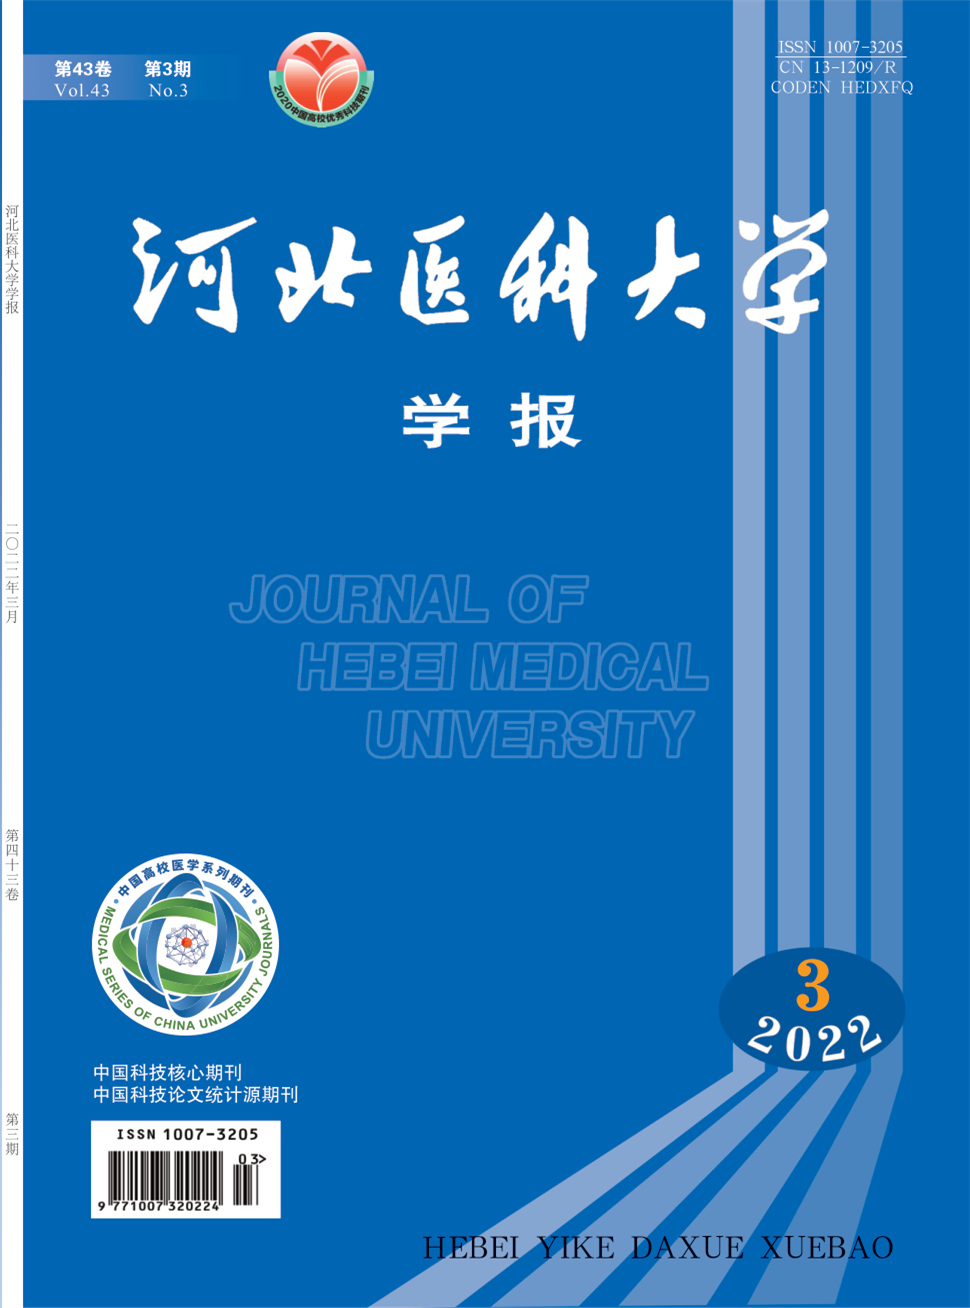 第43卷 第3期
Vol.43 No.3
2020中国高校优秀科技期刊
ISSN 1007-3205
CN 13-1209/R
CODEN HEDXFQ
河北医科大学
学报
JOURNAL OF
HEBEI MEDICAL
UNIVERSITY
河北医科大学学报
二〇二二年三月
第四十三卷
第三期
中国高校医学系列期刊
MEDICAL SERIES OF CHINA UNIVERSITY JOURNALS
3
2022
中国科技核心期刊
中国科技论文统计源期刊
ISSN 1007-3205
03>
9 771007 320224
HEBEI YIKE DAXUE XUEBAO